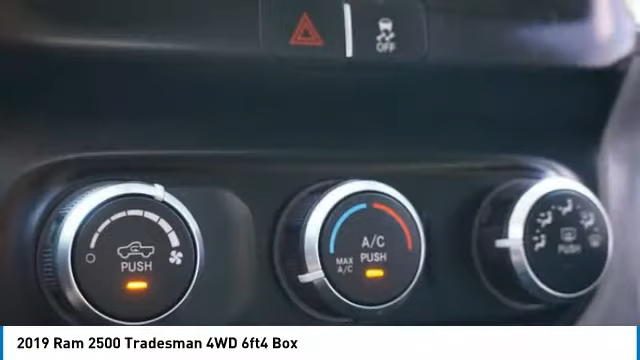 OFF
PUSH
A/C
PUSH
MAX
A/C
PUSH
2019 Ram 2500 Tradesman 4WD 6ft4 Box